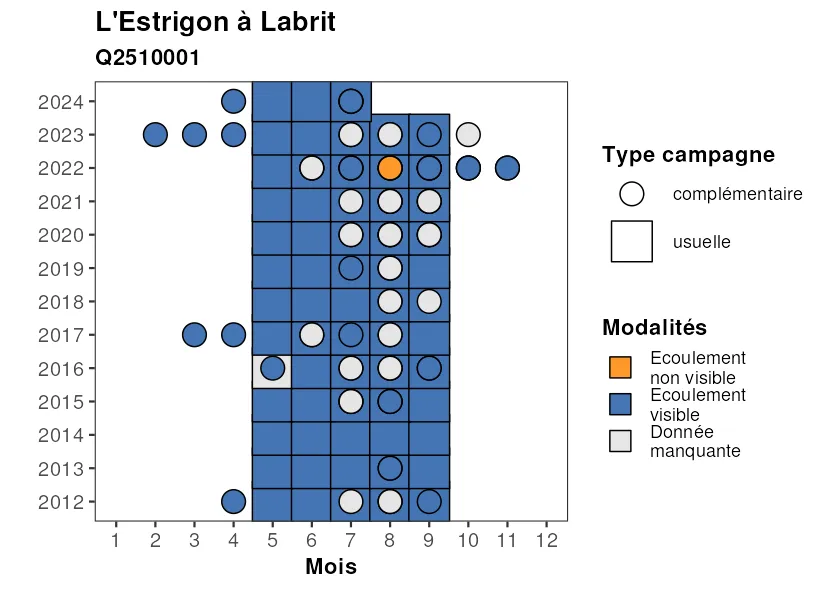 L'Estrigon à Labrit
Q2510001
2024
2023
2022
2021
2020
2019
2018
2017
2016
2015
2014
2013
2012
1 2 3 4 5 6 7 8 9 10 11 12
Mois
Type campagne
complémentaire
usuelle
Modalités
Ecoulement
non visible
Ecoulement
visible
Donnée
manquante